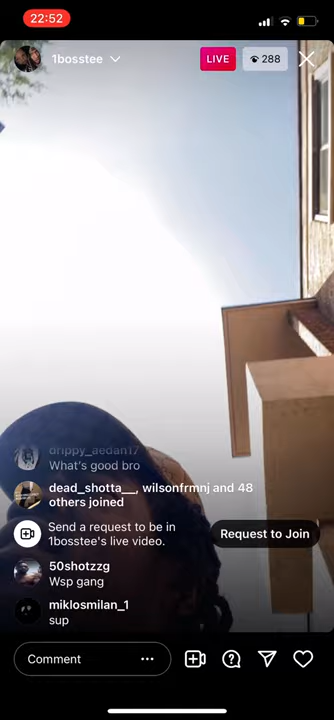 22:52
1bosstee
LIVE
288
drippy_aedan17
What's good bro
dead_shotta__, wilsonfrmnj and 48
others joined
Send a request to be in
1bosstee's live video.
Request to Join
50shotzzg
Wsp gang
miklosmilan_1
sup
Comment